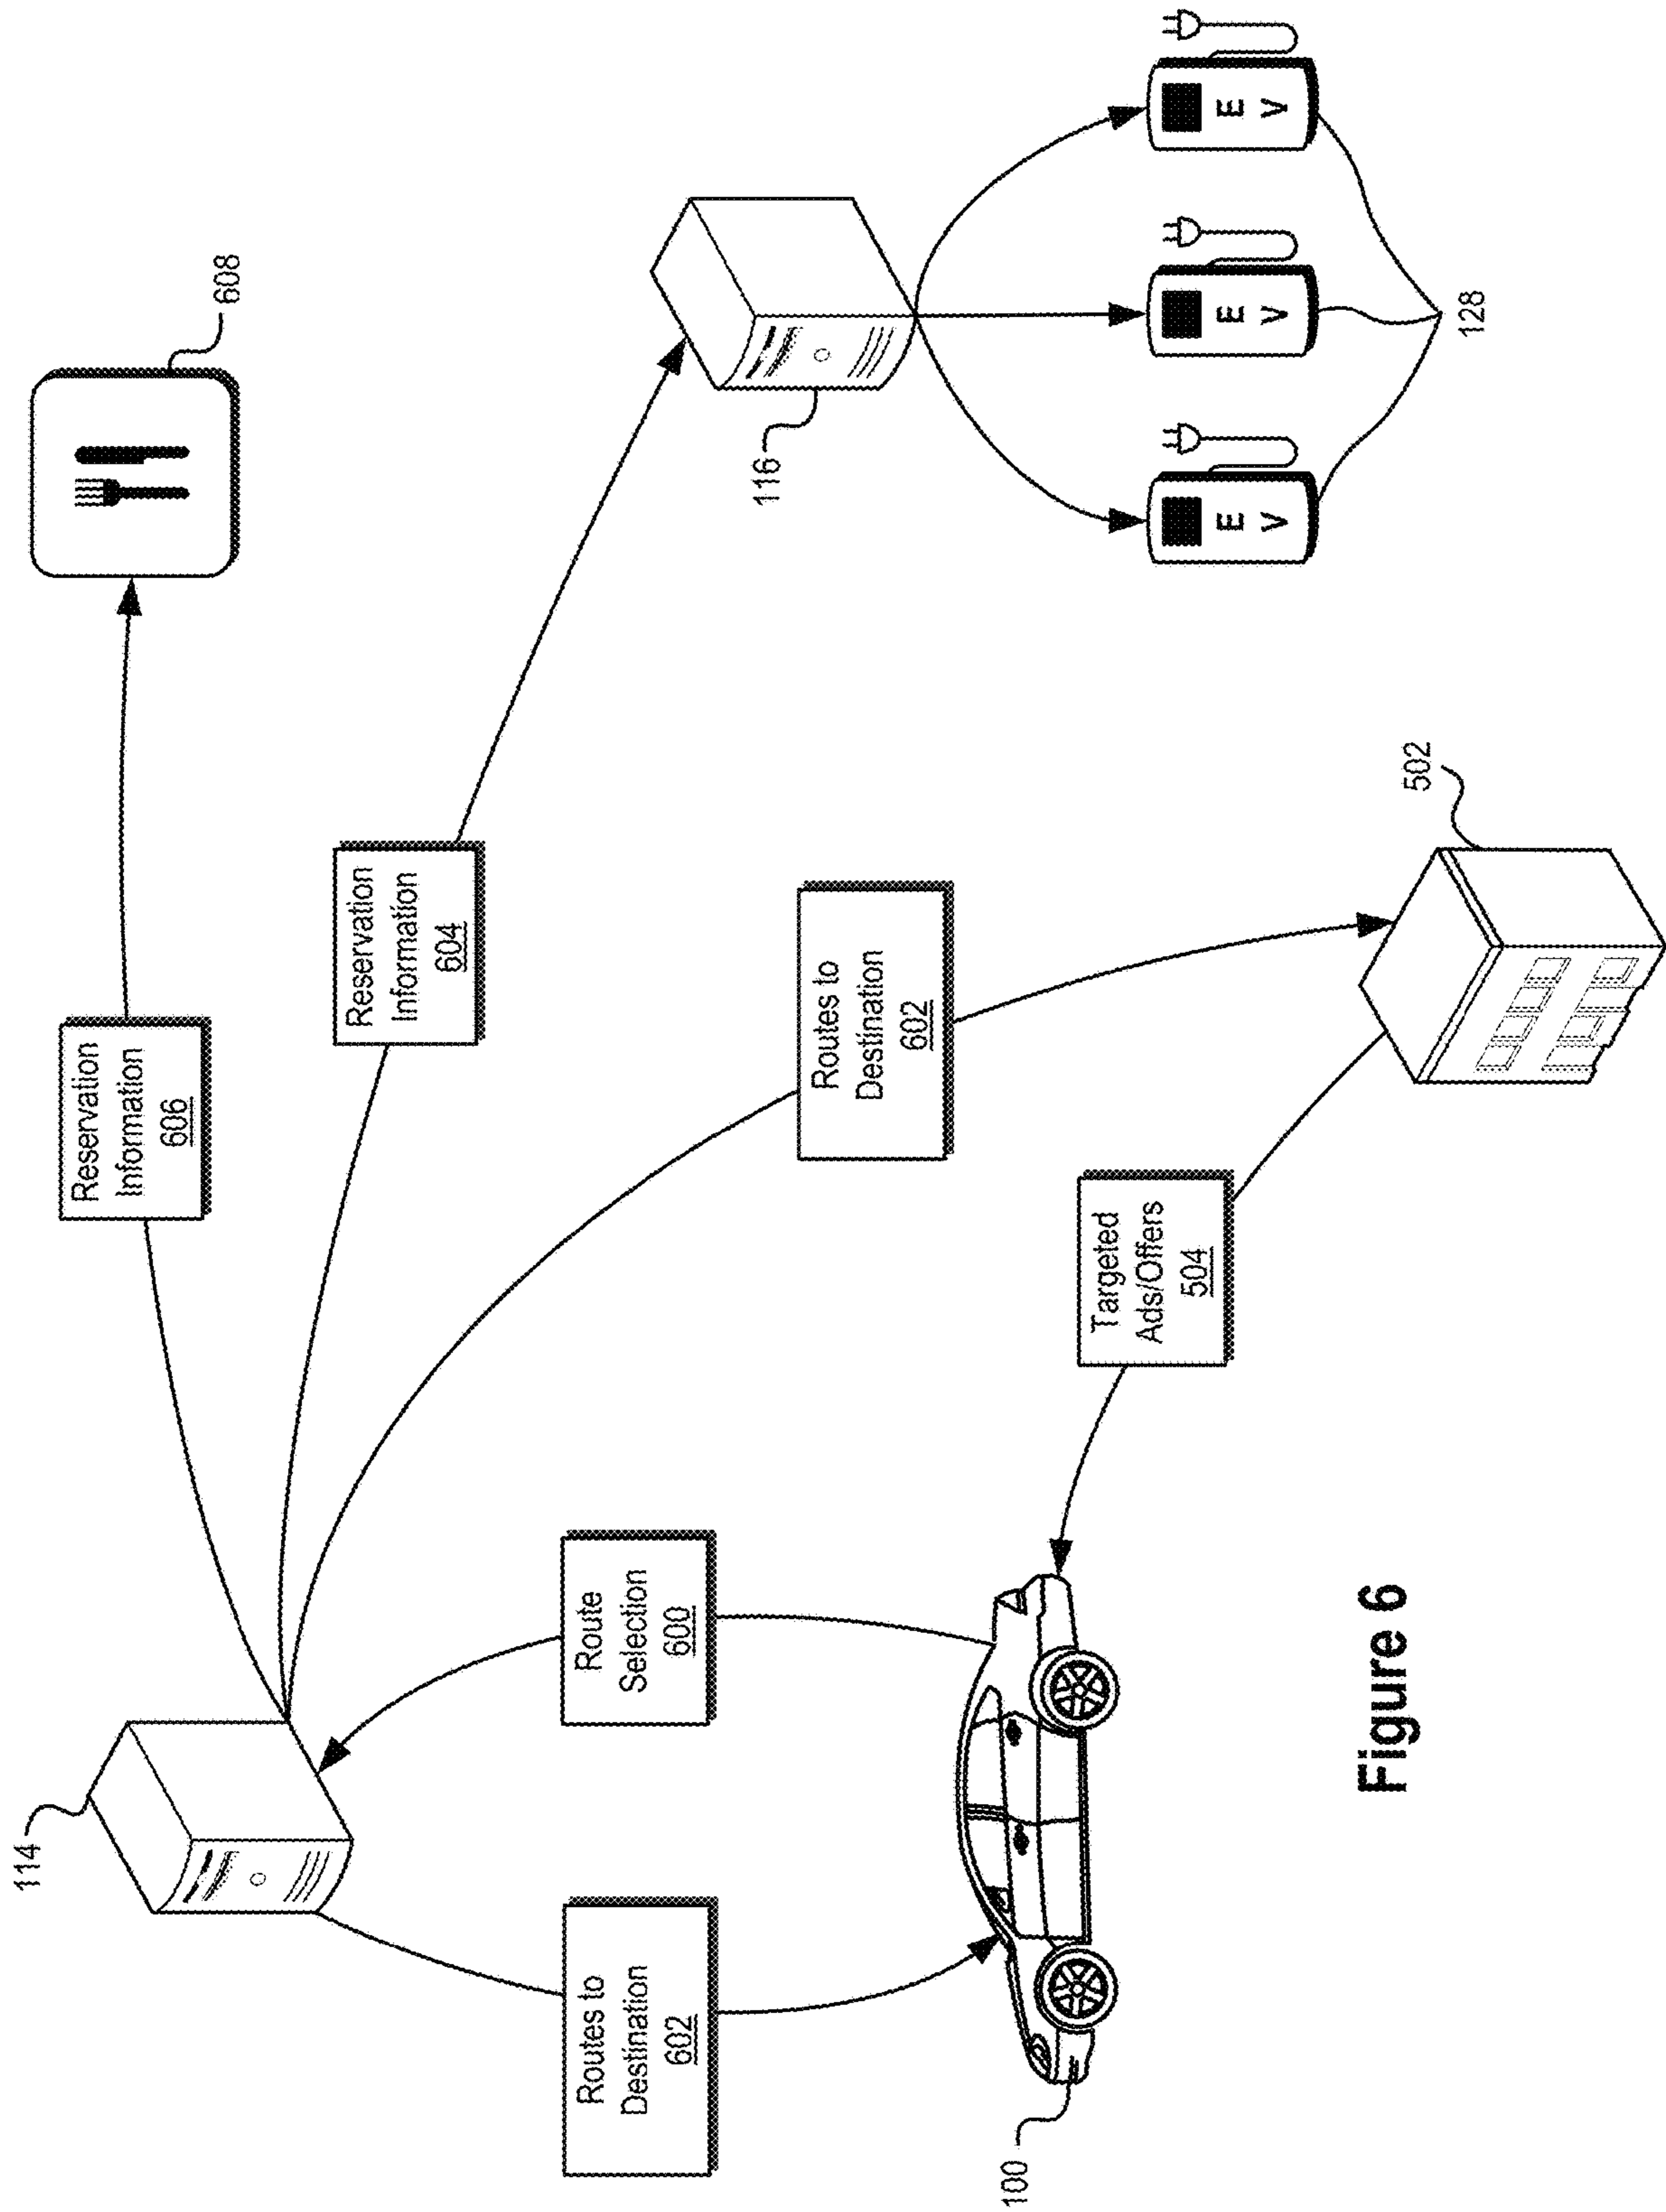 114
Reservation
Information
606
608
Reservation
Information
604
116
E V
E V
E V
128
Routes to
Destination
602
Route
Selection
600
Routes to
Destination
602
Targeted
Ads/Offers
504
502
100
Figure 6